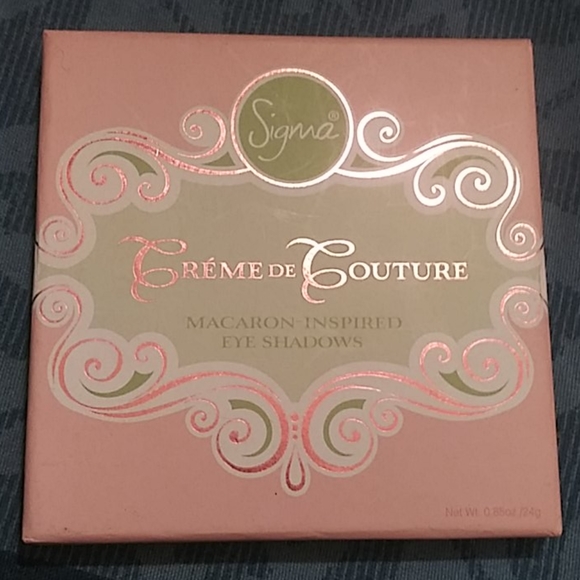 Sigma®
CRÉME DE COUTURE
MACARON-INSPIRED
EYE SHADOWS
Net Wt. 0.85oz /24g